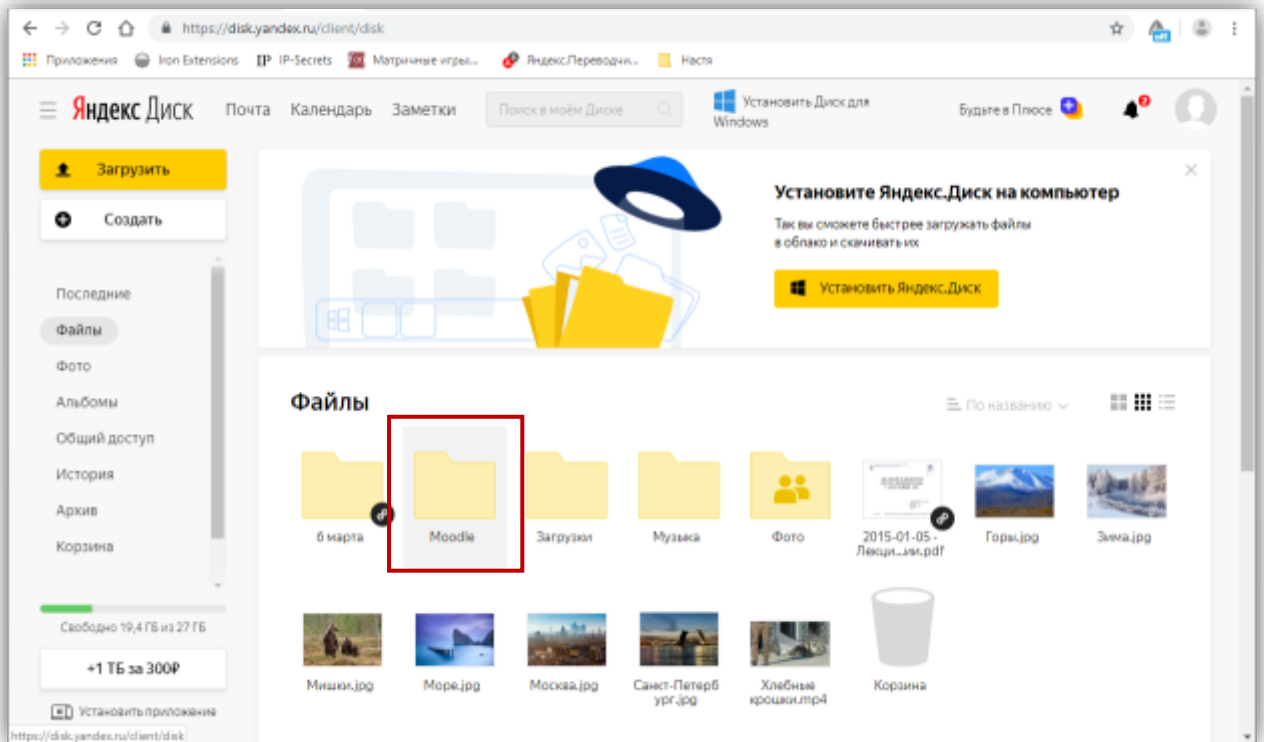 https://disk.yandex.ru/client/disk
Приложения Iron Extensions IP IP-Secrets Матричные игры... Яндекс.Переводчи... Настя
Яндекс Диск Почта Календарь Заметки Поиск в моём Диске Установить Диск для
Windows Будьте в Плюсе 2
Загрузить
Создать
Последние
Файлы
Фото
Альбомы
Общий доступ
История
Архив
Корзина
Свободно 19,4 ГБ из 27 ГБ
+1 ТБ за 300₽
Установить приложение
https://disk.yandex.ru/client/disk
Установите Яндекс.Диск на компьютер
Так вы сможете быстрее загружать файлы
в облако и скачивать их
Установить Яндекс.Диск
Файлы По названию
6 марта Moodle Загрузки Музыка Фото 2015-01-05 - Горы.jpg Зима.jpg
Лекци...ии.pdf
Мишки.jpg Море.jpg Москва.jpg Санкт-Петерб Хлебные Корзина
ург.jpg крошки.mp4